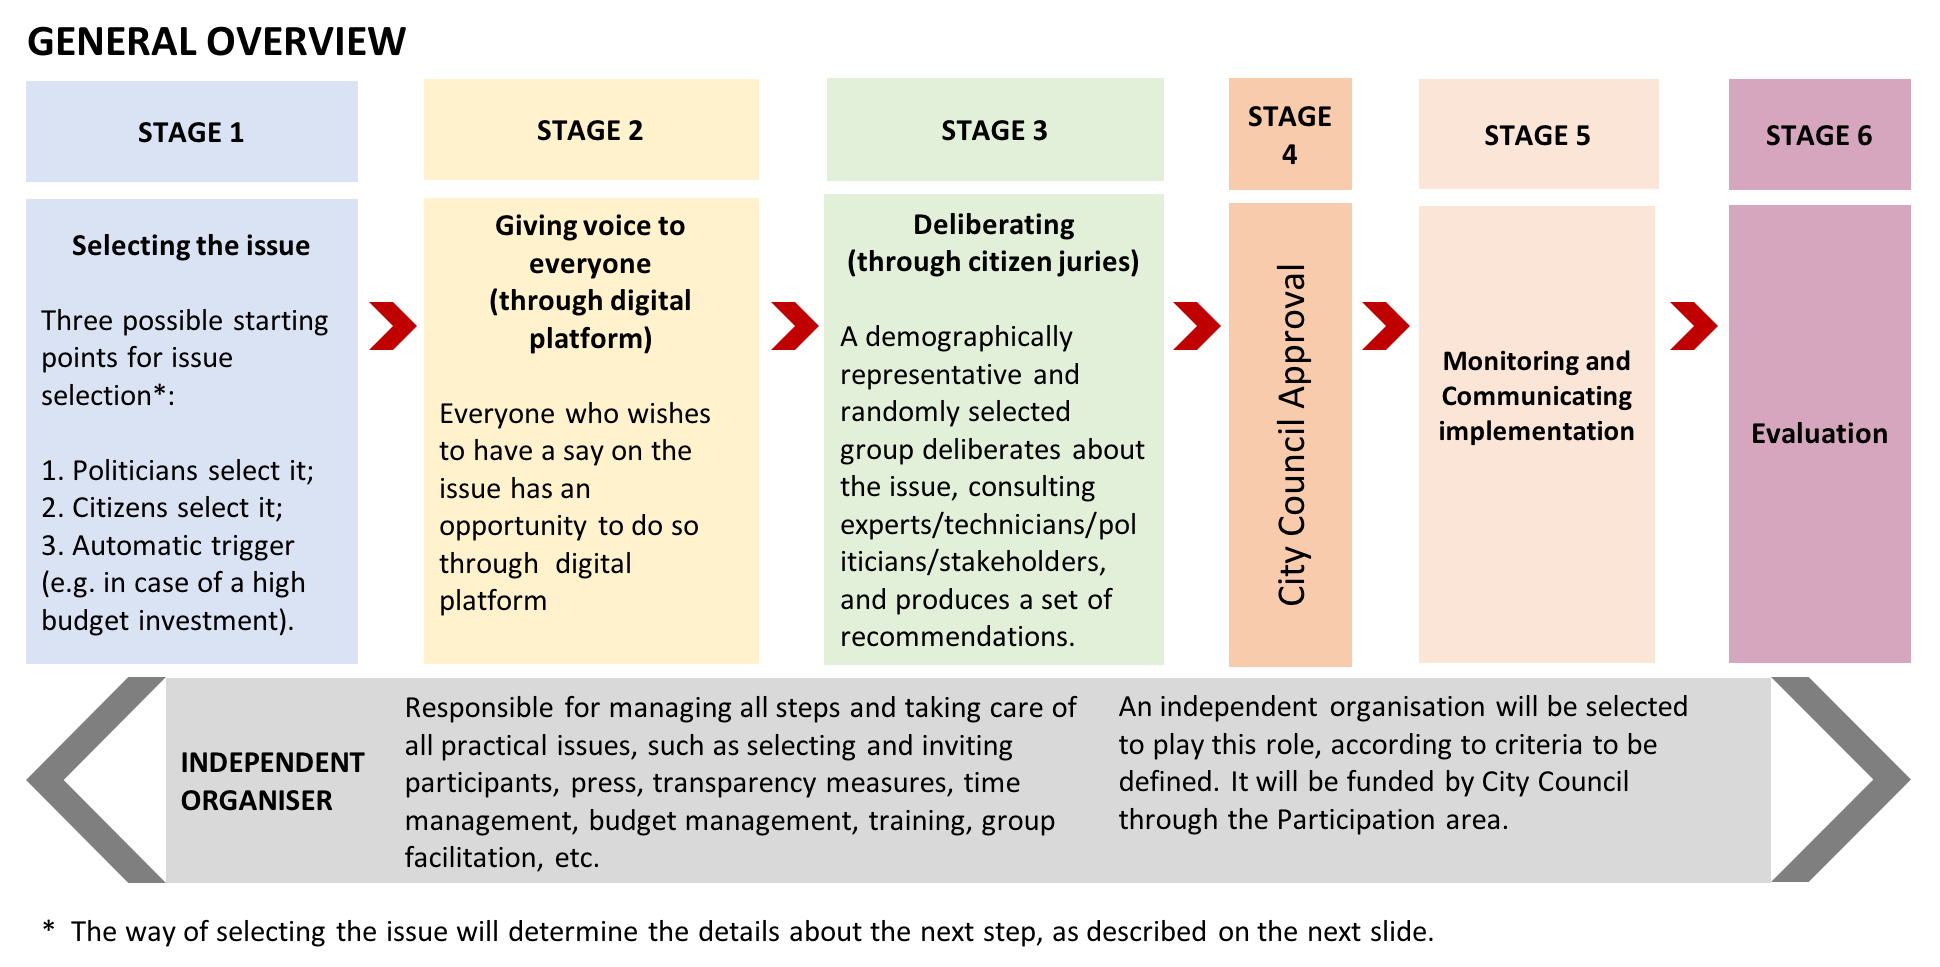 GENERAL OVERVIEW
STAGE 1
Selecting the issue
Three possible starting
points for issue
selection*:
1. Politicians select it;
2. Citizens select it;
3. Automatic trigger
(e.g. in case of a high
budget investment).
STAGE 2
Giving voice to
everyone
(through digital
platform)
Everyone who wishes
to have a say on the
issue has an
opportunity to do so
through digital
platform
STAGE 3
Deliberating
(through citizen juries)
A demographically
representative and
randomly selected
group deliberates about
the issue, consulting
experts/technicians/pol
iticians/stakeholders,
and produces a set of
recommendations.
STAGE
4
City Council Approval
STAGE 5
Monitoring and
Communicating
implementation
STAGE 6
Evaluation
INDEPENDENT
ORGANISER
Responsible for managing all steps and taking care of
all practical issues, such as selecting and inviting
participants, press, transparency measures, time
management, budget management, training, group
facilitation, etc.
An independent organisation will be selected
to play this role, according to criteria to be
defined. It will be funded by City Council
through the Participation area.
* The way of selecting the issue will determine the details about the next step, as described on the next slide.